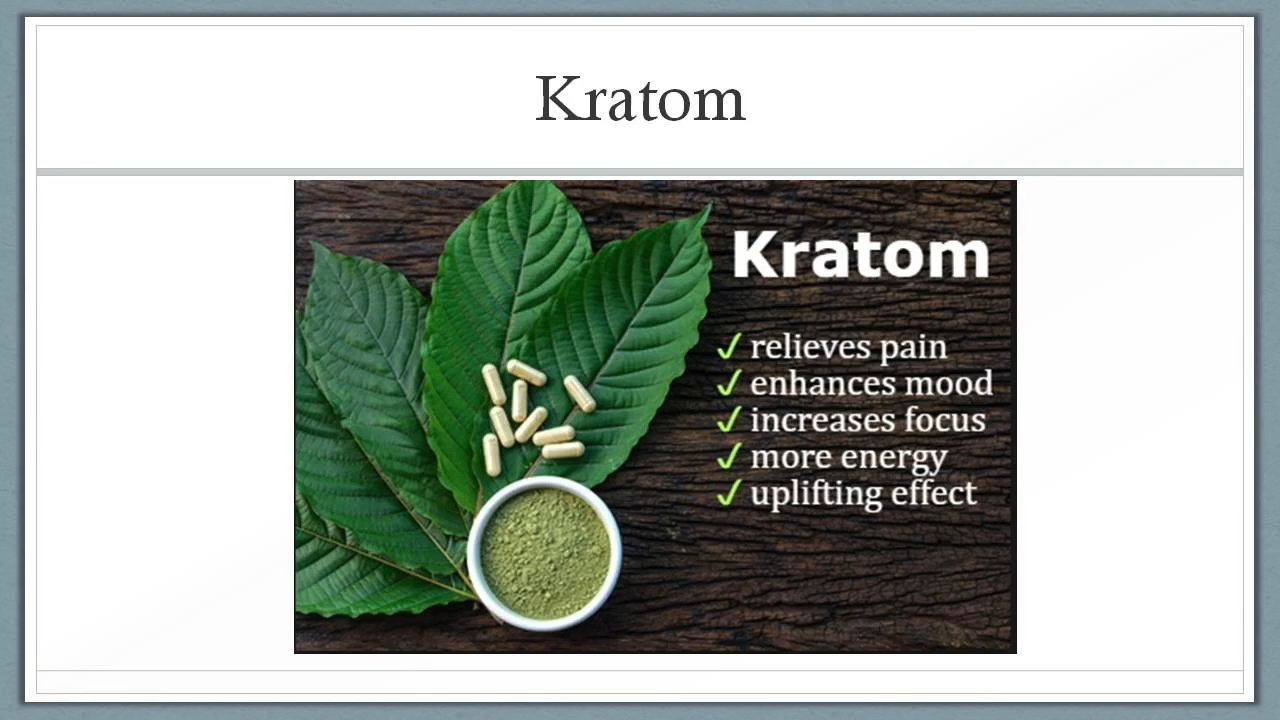 Kratom
Kratom
✓ relieves pain
✓ enhances mood
✓ increases focus
✓ more energy
✓ uplifting effect